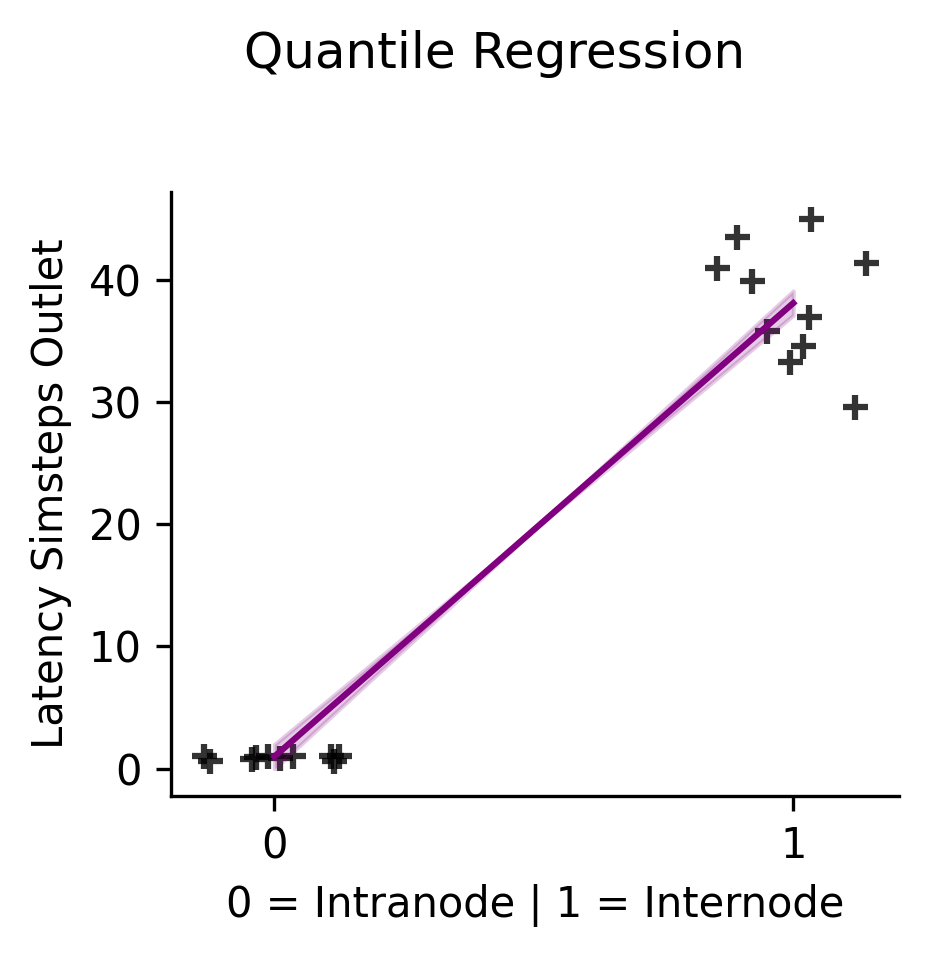 Quantile Regression
Latency Simsteps Outlet
40
30
20
10
0
0 1
0 = Intranode | 1 = Internode